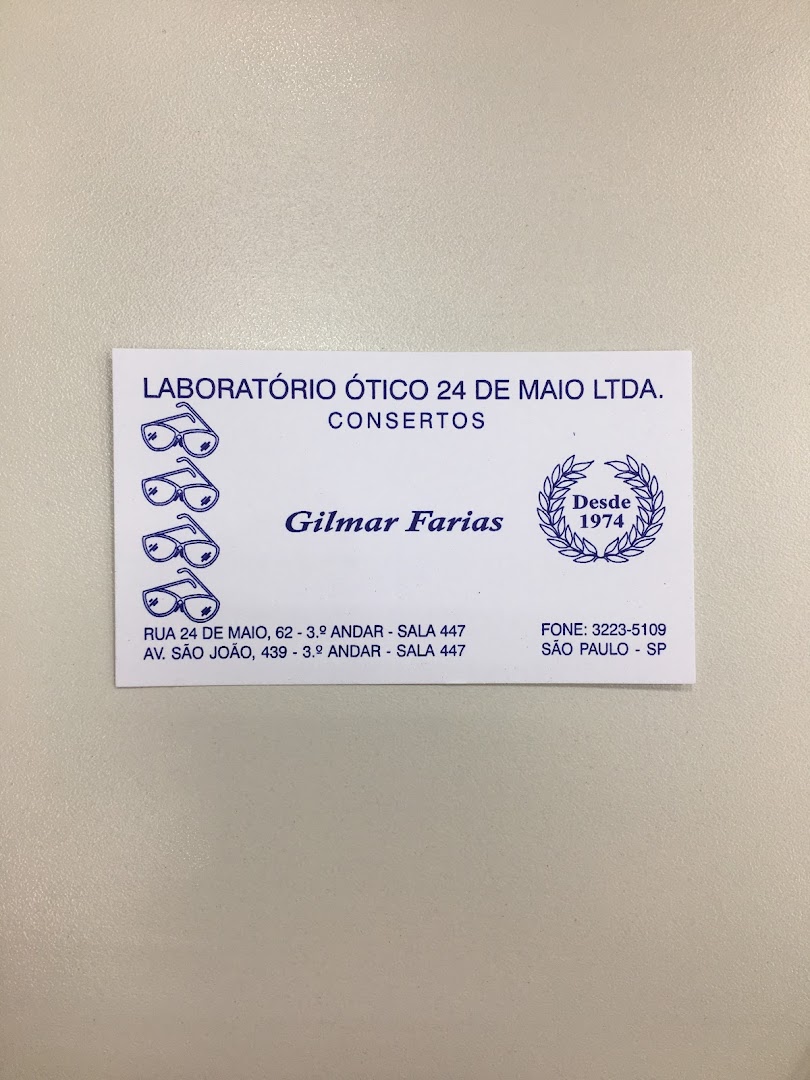 LABORATÓRIO ÓTICO 24 DE MAIO LTDA.
CONSERTOS
Gilmar Farias
Desde
1974
RUA 24 DE MAIO, 62 - 3.º ANDAR - SALA 447
AV. SÃO JOÃO, 439 - 3.º ANDAR - SALA 447
FONE: 3223-5109
SÃO PAULO - SP